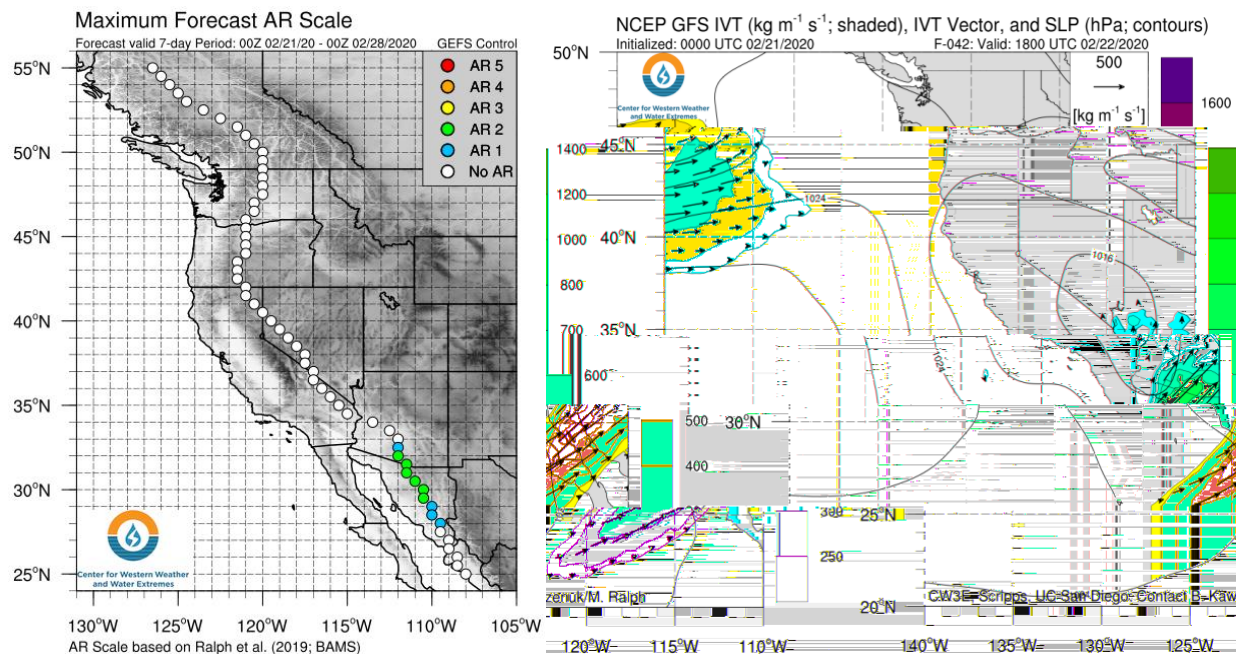 Maximum Forecast AR Scale
Forecast valid 7-day Period: 00Z 02/21/20 - 00Z 02/28/2020 GEFS Control
55°N
50°N
45°N
40°N
35°N
30°N
25°N
AR 5
AR 4
AR 3
AR 2
AR 1
No AR
Center for Western Weather
and Water Extremes
130°W 125°W 120°W 115°W 110°W 105°W
AR Scale based on Ralph et al. (2019; BAMS)
NCEP GFS IVT (kg m⁻¹ s⁻¹; shaded), IVT Vector, and SLP (hPa; contours)
Initialized: 0000 UTC 02/21/2020 F-042: Valid: 1800 UTC 02/22/2020
50°N
500
[kg m⁻¹ s⁻¹]
1600
Center for Western Weather
and Water Extremes
1400 45°N
1200
1024
1000 40°N
1016
800
700 35°N
600
500 30°N
400
300 25°N
250
20°N
zenuk/M. Ralph
CW3E, Scripps, UC San Diego. Contact B. Kaw
120°W 115°W 110°W 140°W 135°W 130°W 125°W